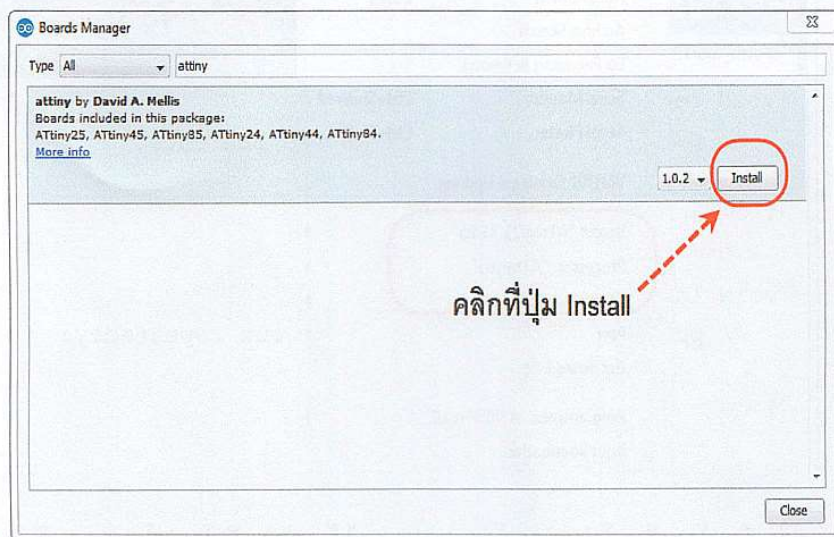 Boards Manager
Type All attiny
attiny by David A. Mellis
Boards included in this package:
ATtiny25, ATtiny45, ATtiny85, ATtiny24, ATtiny44, ATtiny84.
More info
1.0.2 Install
คลิกที่ปุ่ม Install
Close